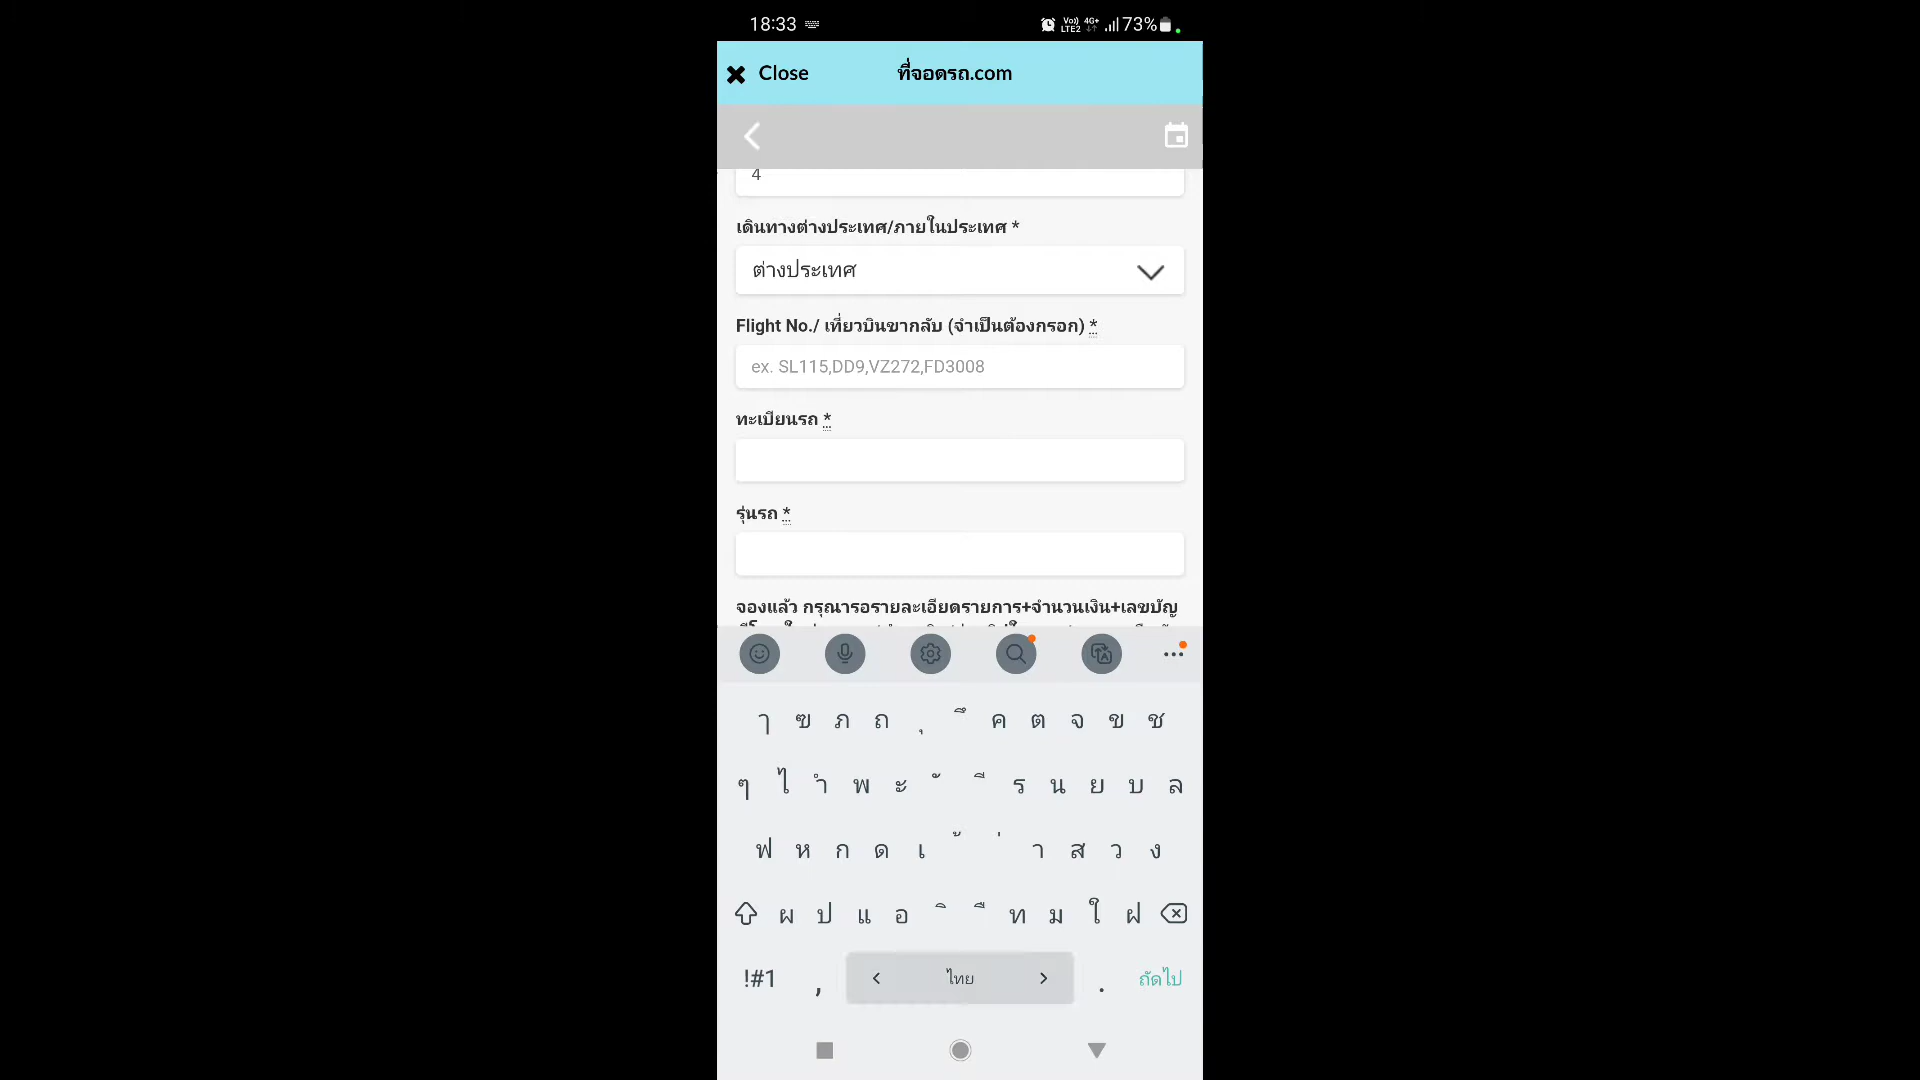 18:33
Vo)) LTE2 4G+ 73%
Close ที่จอดรถ.com
4
เดินทางต่างประเทศ/ภายในประเทศ *
ต่างประเทศ
Flight No./ เที่ยวบินขากลับ (จำเป็นต้องกรอก) *
ex. SL115,DD9,VZ272,FD3008
ทะเบียนรถ *
รุ่นรถ *
จองแล้ว กรุณารอรายละเอียดรายการ+จำนวนเงิน+เลขบัญ
ๅ ฃ ภ ถ ุ ึ ค ต จ ข ช
ๆ ไ ำ พ ะ ั ี ร น ย บ ล
ฟ ห ก ด เ ้ ่ า ส ว ง
ผ ป แ อ ิ ื ท ม ใ ฝ
!#1 , < ไทย > . ถัดไป